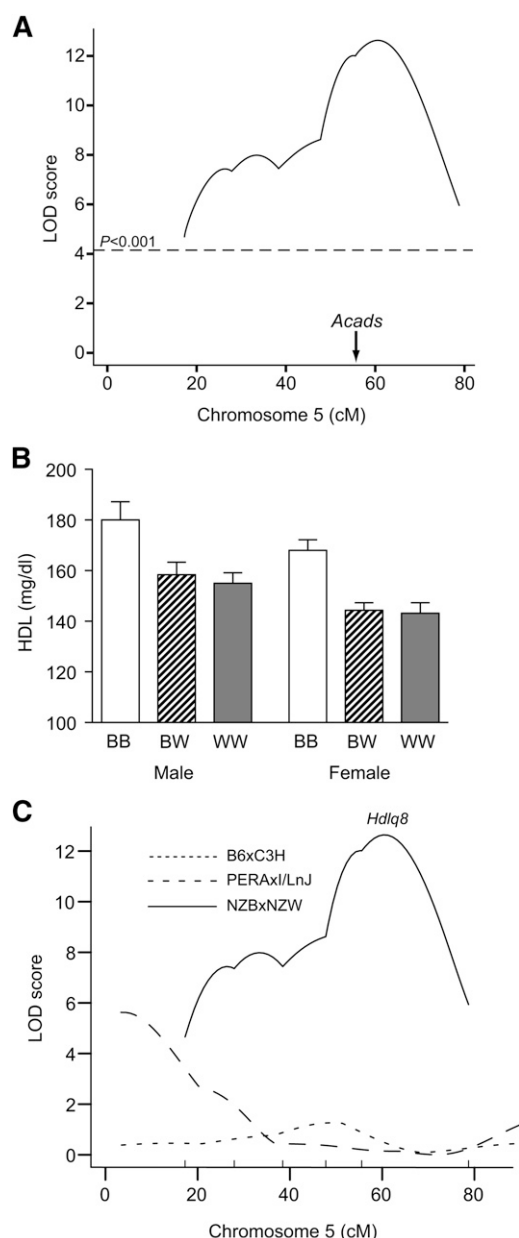 A
12
10
8
6
4
2
0
LOD score
P<0.001
Acads
0 20 40 60 80
Chromosome 5 (cM)
B
200
180
160
140
120
100
HDL (mg/dl)
BB BW WW BB BW WW
Male Female
C
Hdlq8
12
10
8
6
4
2
0
LOD score
B6xC3H
PERAxI/LnJ
NZBxNZW
0 20 40 60 80
Chromosome 5 (cM)